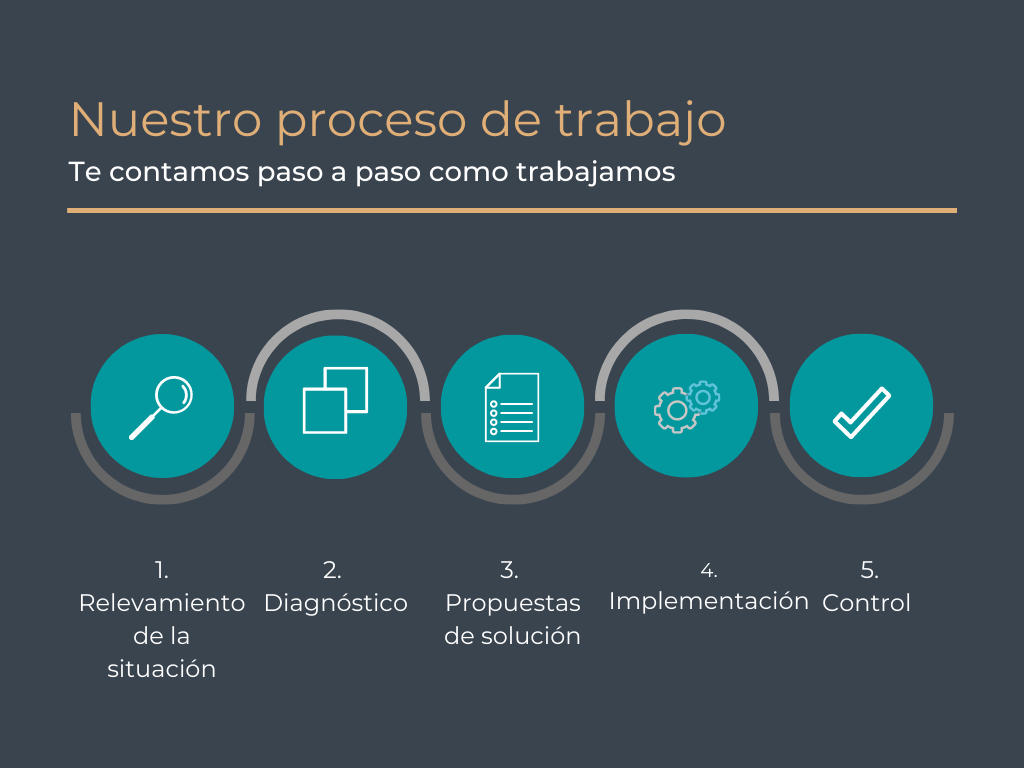 Nuestro proceso de trabajo
Te contamos paso a paso como trabajamos
1.
Relevamiento
de la
situación
2.
Diagnóstico
3.
Propuestas
de solución
4.
Implementación
5.
Control